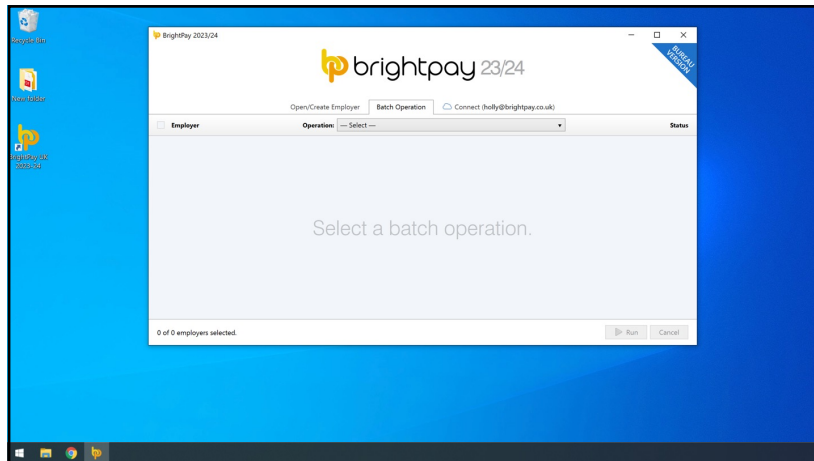 Recycle Bin
New folder
BrightPay UK
2023-24
BrightPay 2023/24
bp brightpay 23/24
BUREAU
VERSION
Open/Create Employer Batch Operation Connect (holly@brightpay.co.uk)
Employer Operation: — Select — Status
Select a batch operation.
0 of 0 employers selected. Run Cancel